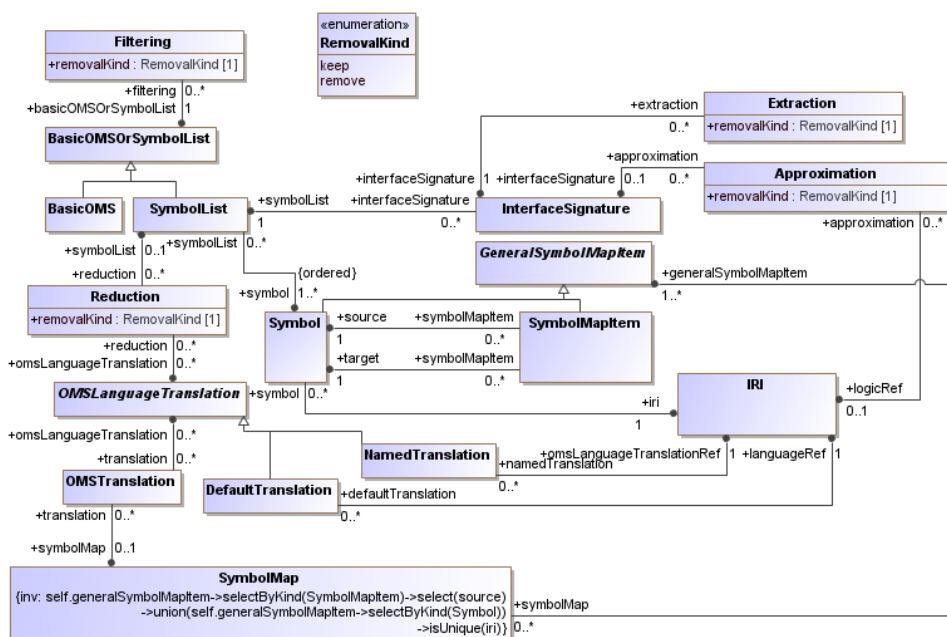 Filtering
+removalKind : RemovalKind [1]
+filtering 0..*
+basicOMSOrSymbolList 1
BasicOMSOrSymbolList
BasicOMS
SymbolList
«enumeration»
RemovalKind
keep
remove
+extraction
0..*
Extraction
+removalKind : RemovalKind [1]
+approximation
0..*
Approximation
+removalKind : RemovalKind [1]
+approximation 0..*
+interfaceSignature 1
+interfaceSignature 0..1
+symbolList
1
+interfaceSignature
0..*
InterfaceSignature
+symbolList 0..1
+symbolList 0..*
+reduction 0..*
{ordered}
+symbol 1..*
GeneralSymbolMapItem
+generalSymbolMapItem
1..*
Reduction
+removalKind : RemovalKind [1]
+reduction 0..*
+omsLanguageTranslation 0..*
Symbol
+source
1
+symbolMapItem
0..*
+target
1
+symbolMapItem
0..*
SymbolMapItem
OMSLanguageTranslation
+symbol
0..*
+iri
1
IRI
+logicRef
0..1
+omsLanguageTranslation 0..*
+translation 0..*
OMSTranslation
NamedTranslation
+omsLanguageTranslationRef 1
+languageRef 1
+namedTranslation
0..*
DefaultTranslation
+defaultTranslation
0..*
+translation 0..*
+symbolMap 0..1
SymbolMap
{inv: self.generalSymbolMapItem->selectByKind(SymbolMapItem)->select(source)
->union(self.generalSymbolMapItem->selectByKind(Symbol))
->isUnique(iri)}
+symbolMap
0..*